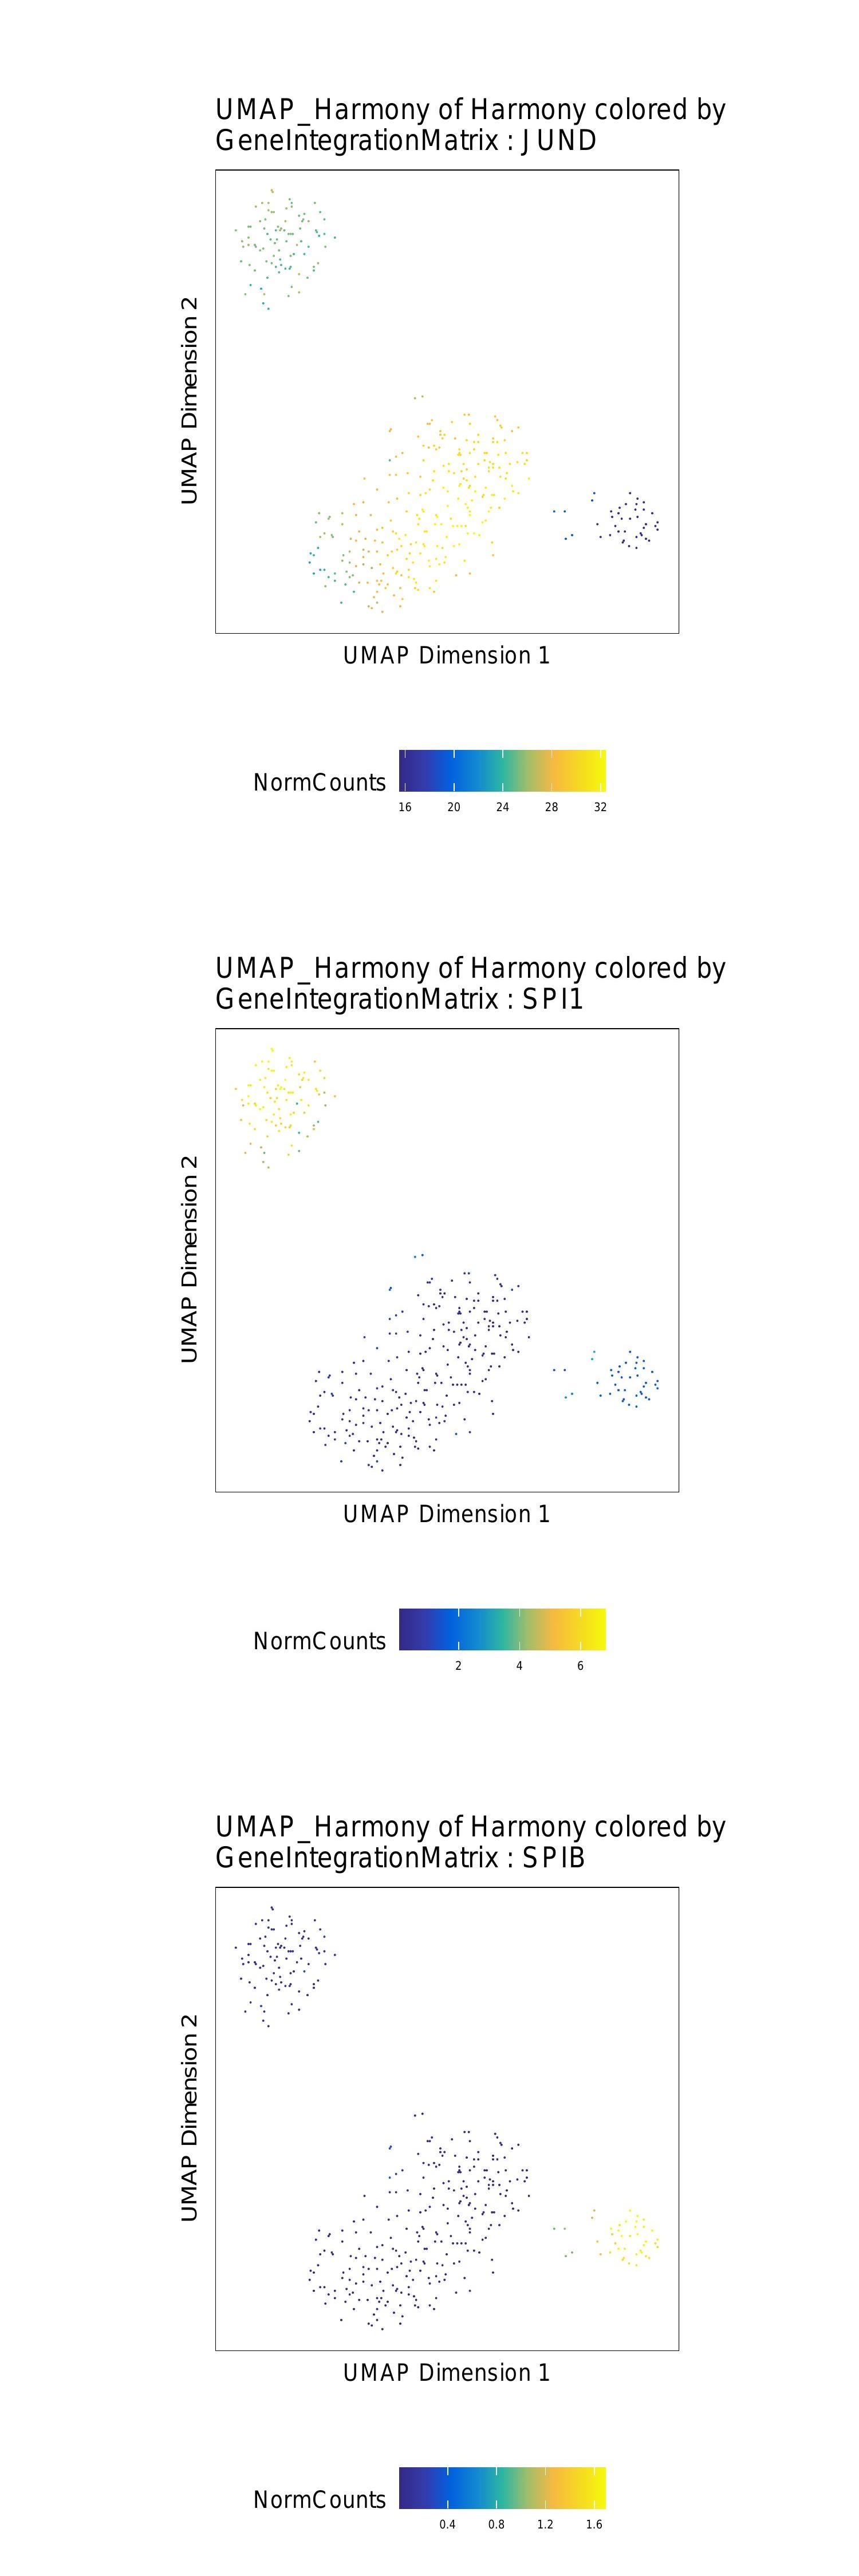 UMAP_Harmony of Harmony colored by
GeneIntegrationMatrix : JUND
UMAP Dimension 2
UMAP Dimension 1
NormCounts
16 20 24 28 32
UMAP_Harmony of Harmony colored by
GeneIntegrationMatrix : SPI1
UMAP Dimension 2
UMAP Dimension 1
NormCounts
2 4 6
UMAP_Harmony of Harmony colored by
GeneIntegrationMatrix : SPIB
UMAP Dimension 2
UMAP Dimension 1
NormCounts
0.4 0.8 1.2 1.6